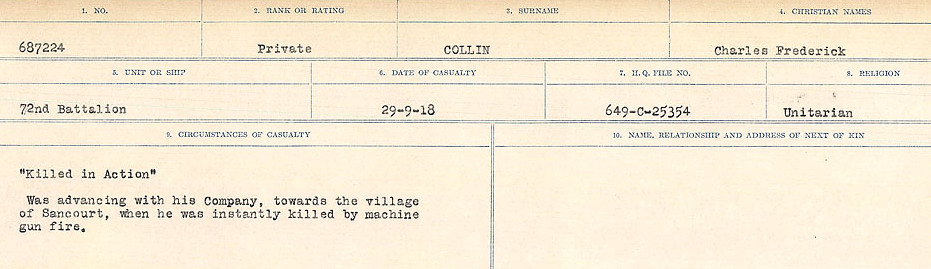 1. NO. 2. RANK OR RATING 3. SURNAME 4. CHRISTIAN NAMES
687224 Private COLLIN Charles Frederick
5. UNIT OR SHIP 6. DATE OF CASUALTY 7. H.Q. FILE NO. 8. RELIGION
72nd Battalion 29-9-18 649-C-25354 Unitarian
9. CIRCUMSTANCES OF CASUALTY 10. NAME, RELATIONSHIP AND ADDRESS OF NEXT OF KIN
"Killed in Action"
Was advancing with his Company, towards the village
of Sancourt, when he was instantly killed by machine
gun fire.